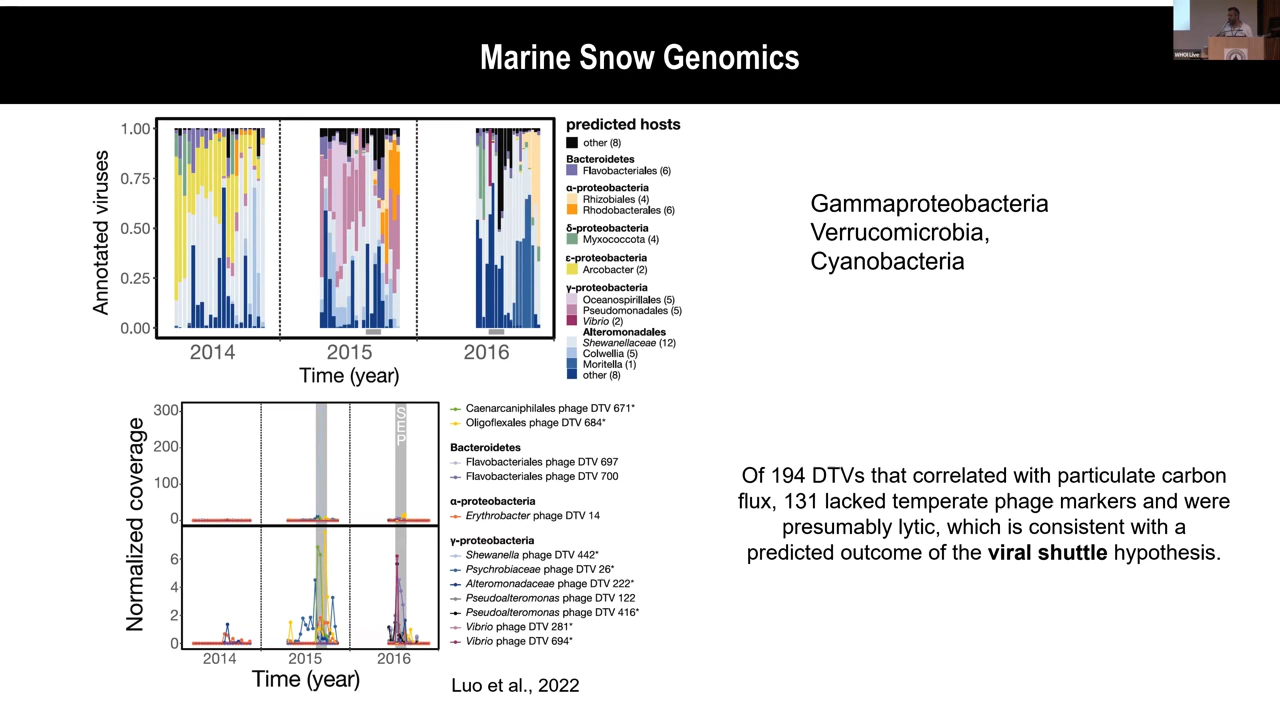 Marine Snow Genomics
WHOI Live
1.00
0.75
0.50
0.25
0.00
Annotated viruses
2014
2015
2016
Time (year)
predicted hosts
other (8)
Bacteroidetes
Flavobacteriales (6)
α-proteobacteria
Rhizobiales (4)
Rhodobacterales (6)
δ-proteobacteria
Myxococcota (4)
ε-proteobacteria
Arcobacter (2)
γ-proteobacteria
Oceanospirillales (5)
Pseudomonadales (5)
Vibrio (2)
Alteromonadales
Shewanellaceae (12)
Colwellia (5)
Moritella (1)
other (8)
Gammaproteobacteria
Verrucomicrobia,
Cyanobacteria
300
200
100
0
6
4
2
0
Normalized coverage
SEP
2014
2015
2016
Time (year)
Caenarcaniphilales phage DTV 671*
Oligoflexales phage DTV 684*
Bacteroidetes
Flavobacteriales phage DTV 697
Flavobacteriales phage DTV 700
α-proteobacteria
Erythrobacter phage DTV 14
γ-proteobacteria
Shewanella phage DTV 442*
Psychrobiaceae phage DTV 26*
Alteromonadaceae phage DTV 222*
Pseudoalteromonas phage DTV 122
Pseudoalteromonas phage DTV 416*
Vibrio phage DTV 281*
Vibrio phage DTV 694*
Luo et al., 2022
Of 194 DTVs that correlated with particulate carbon
flux, 131 lacked temperate phage markers and were
presumably lytic, which is consistent with a
predicted outcome of the viral shuttle hypothesis.